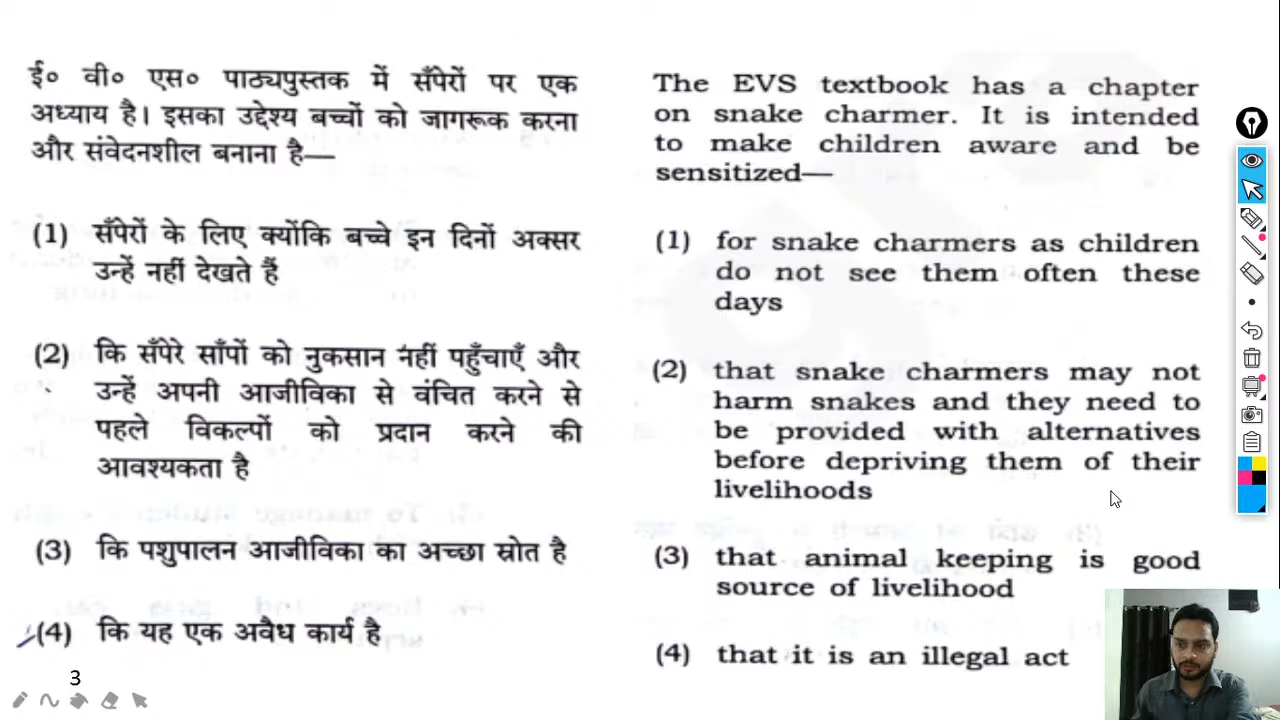 ई० वी० एस० पाठ्यपुस्तक में सँपेरों पर एक
अध्याय है। इसका उद्देश्य बच्चों को जागरूक करना
और संवेदनशील बनाना है—
(1) सँपेरों के लिए क्योंकि बच्चे इन दिनों अक्सर
उन्हें नहीं देखते हैं
(2) कि सँपेरे साँपों को नुकसान नहीं पहुँचाएँ और
उन्हें अपनी आजीविका से वंचित करने से
पहले विकल्पों को प्रदान करने की
आवश्यकता है
(3) कि पशुपालन आजीविका का अच्छा स्रोत है
(4) कि यह एक अवैध कार्य है
3
The EVS textbook has a chapter
on snake charmer. It is intended
to make children aware and be
sensitized—
(1) for snake charmers as children
do not see them often these
days
(2) that snake charmers may not
harm snakes and they need to
be provided with alternatives
before depriving them of their
livelihoods
(3) that animal keeping is good
source of livelihood
(4) that it is an illegal act